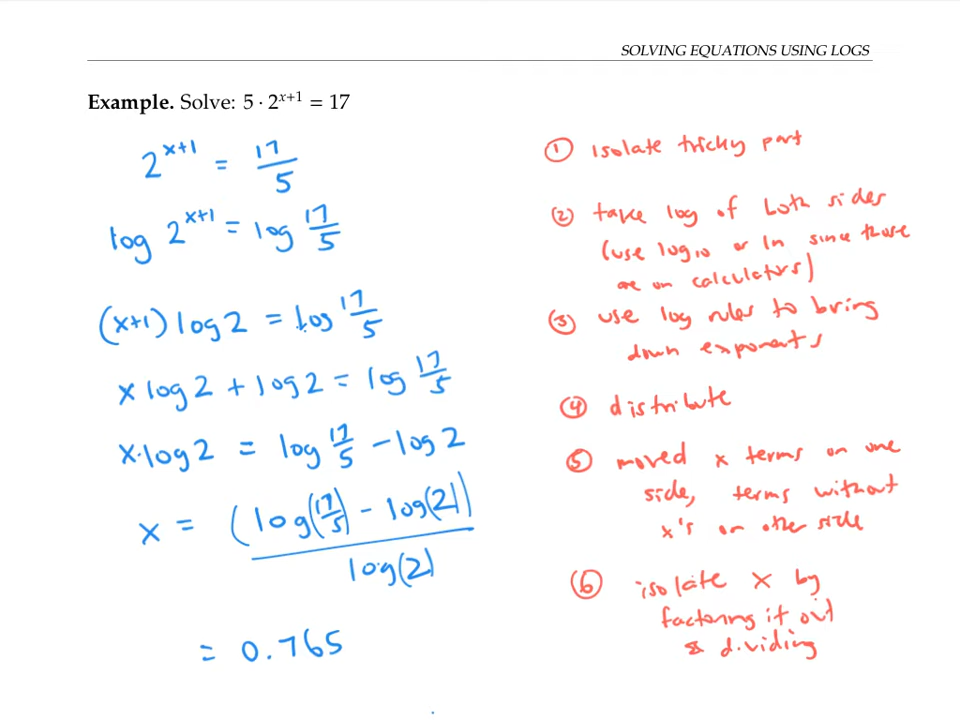 SOLVING EQUATIONS USING LOGS
Example. Solve: 5 · 2^{x+1} = 17
2^{x+1} = 17/5
log 2^{x+1} = log 17/5
(x+1) log 2 = log 17/5
x log 2 + log 2 = log 17/5
x·log 2 = log 17/5 - log 2
x = (log(17/5) - log(2)) / log(2)
= 0.765
① isolate tricky part
② take log of both sides
(use log₁₀ or ln since those
are on calculators)
③ use log rules to bring
down exponents
④ distribute
⑤ moved x terms on one
side, terms without
x's on other side
⑥ isolate x by
factoring it out
& dividing